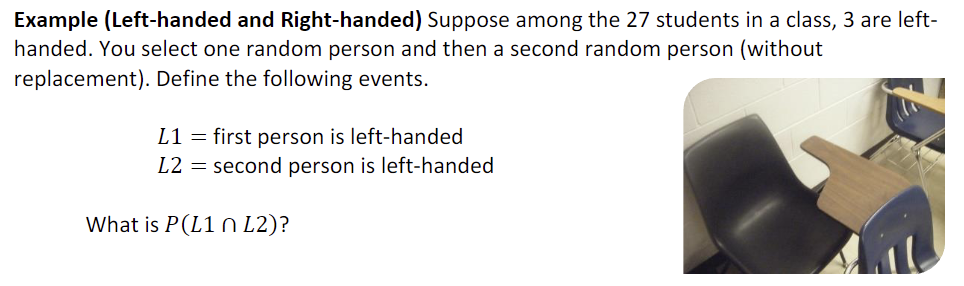 Example (Left-handed and Right-handed) Suppose among the 27 students in a class, 3 are left-
handed. You select one random person and then a second random person (without
replacement). Define the following events.
L1 = first person is left-handed
L2 = second person is left-handed
What is P(L1 ∩ L2)?